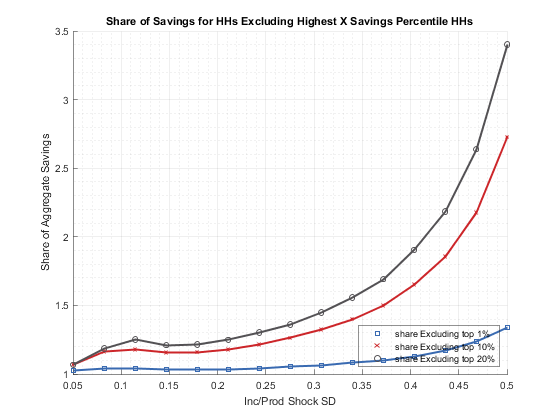 Share of Savings for HHs Excluding Highest X Savings Percentile HHs
3.5
3
2.5
2
1.5
1
Share of Aggregate Savings
share Excluding top 1%
share Excluding top 10%
share Excluding top 20%
0.05 0.1 0.15 0.2 0.25 0.3 0.35 0.4 0.45 0.5
Inc/Prod Shock SD